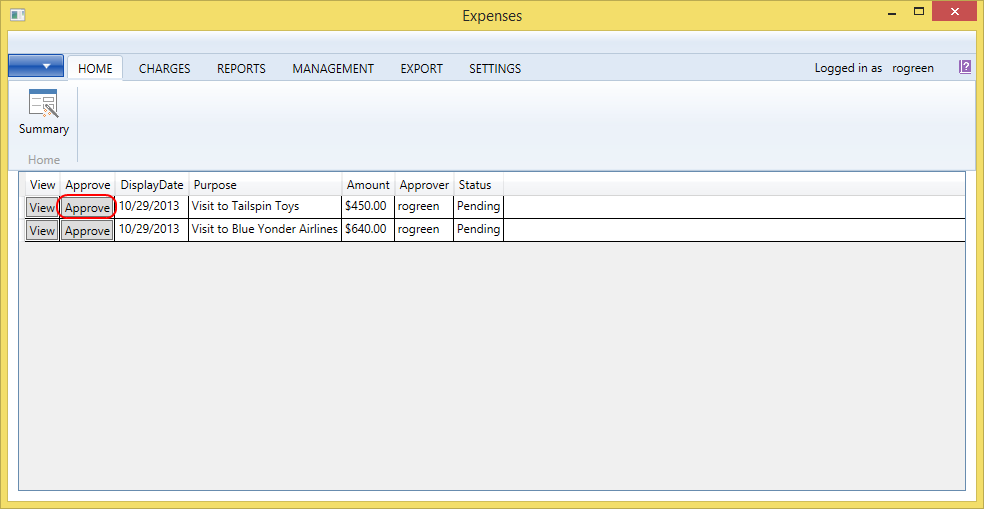 Expenses
HOME CHARGES REPORTS MANAGEMENT EXPORT SETTINGS Logged in as rogreen ?
Summary
Home
View Approve DisplayDate Purpose Amount Approver Status
View Approve 10/29/2013 Visit to Tailspin Toys $450.00 rogreen Pending
View Approve 10/29/2013 Visit to Blue Yonder Airlines $640.00 rogreen Pending